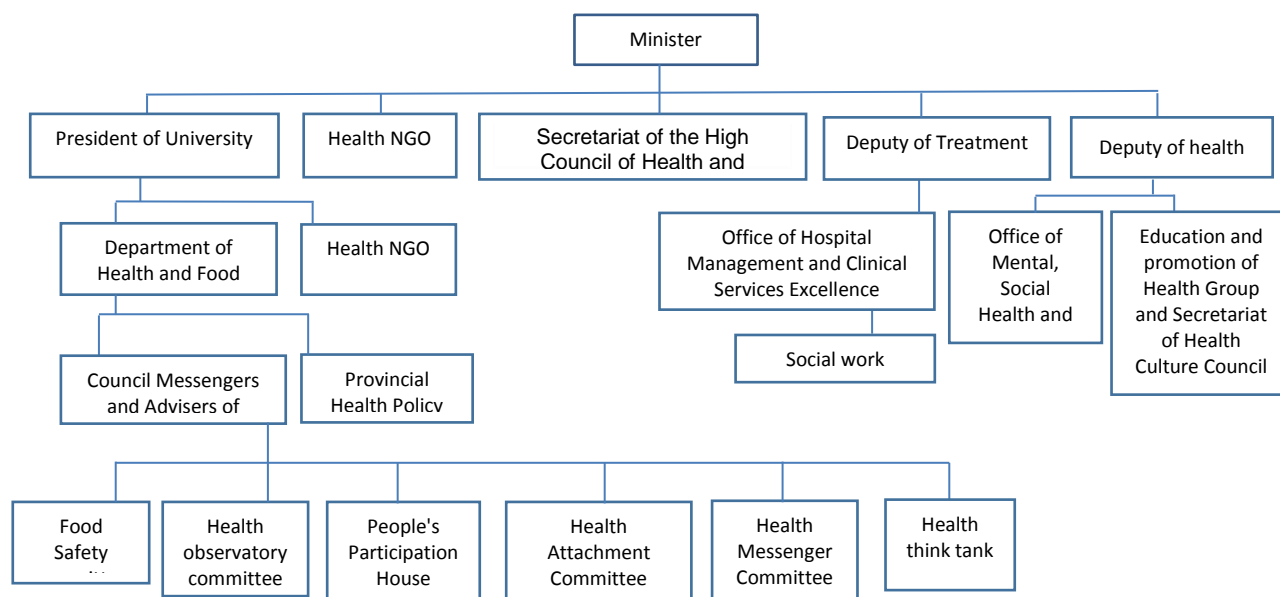 Minister
President of University
Health NGO
Secretariat of the High
Council of Health and
Deputy of Treatment
Deputy of health
Department of
Health and Food
Health NGO
Office of Hospital
Management and Clinical
Services Excellence
Office of
Mental,
Social
Health and
Education and
promotion of
Health Group
and Secretariat
of Health
Culture Council
Social work
Council Messengers
and Advisers of
Provincial
Health Policy
Food
Safety
Health
observatory
committee
People's
Participation
House
Health
Attachment
Committee
Health
Messenger
Committee
Health
think tank